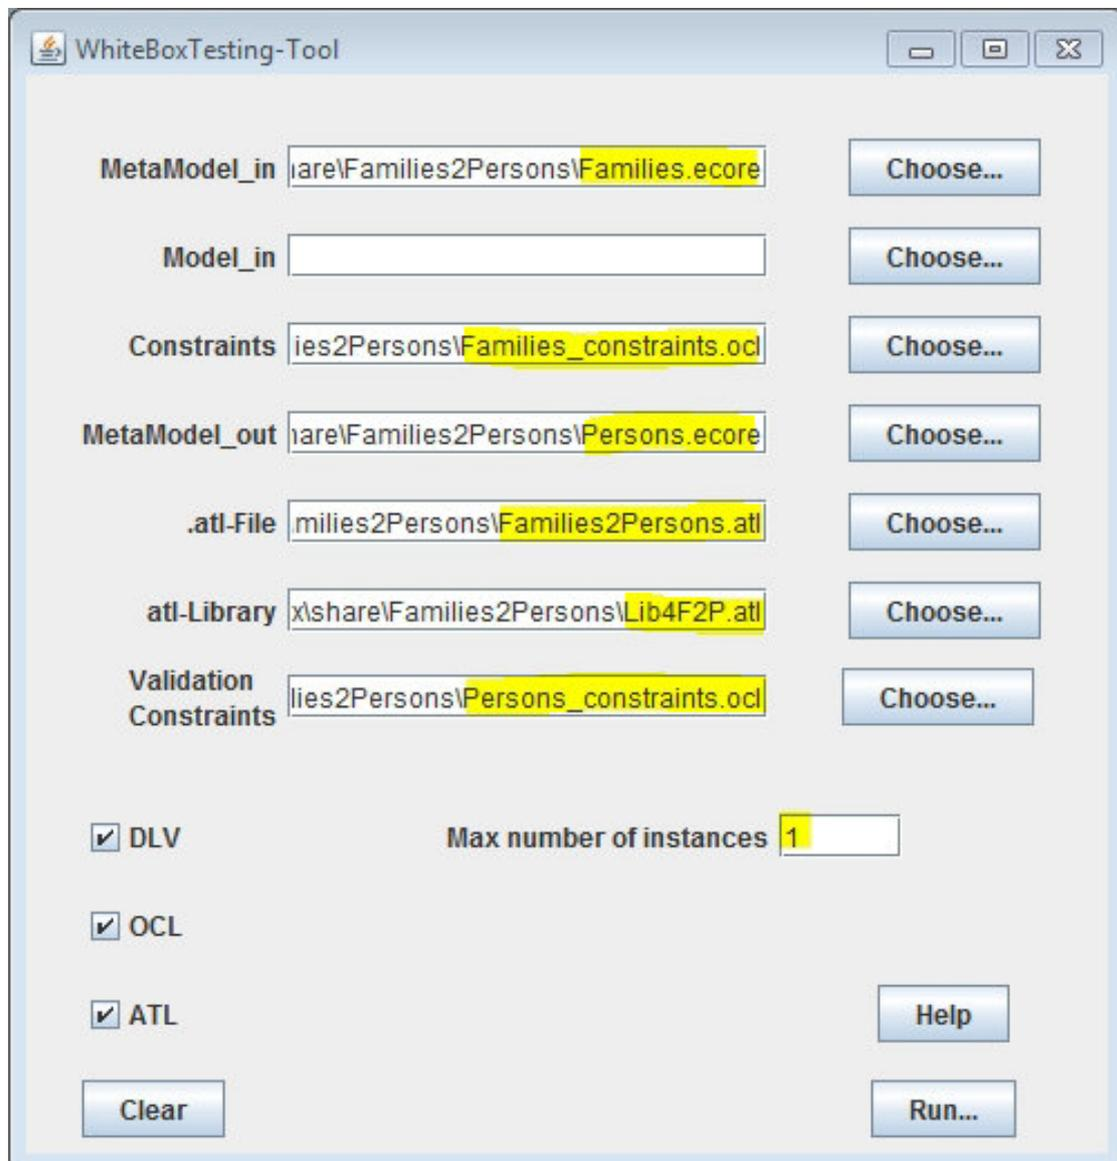 WhiteBoxTesting-Tool
MetaModel_in hare\Families2Persons\Families.ecore Choose...
Model_in Choose...
Constraints ies2Persons\Families_constraints.ocl Choose...
MetaModel_out hare\Families2Persons\Persons.ecore Choose...
.atl-File milies2Persons\Families2Persons.atl Choose...
atl-Library x\share\Families2Persons\Lib4F2P.atl Choose...
Validation
Constraints lies2Persons\Persons_constraints.ocl Choose...
DLV Max number of instances 1
OCL
ATL Help
Clear Run...